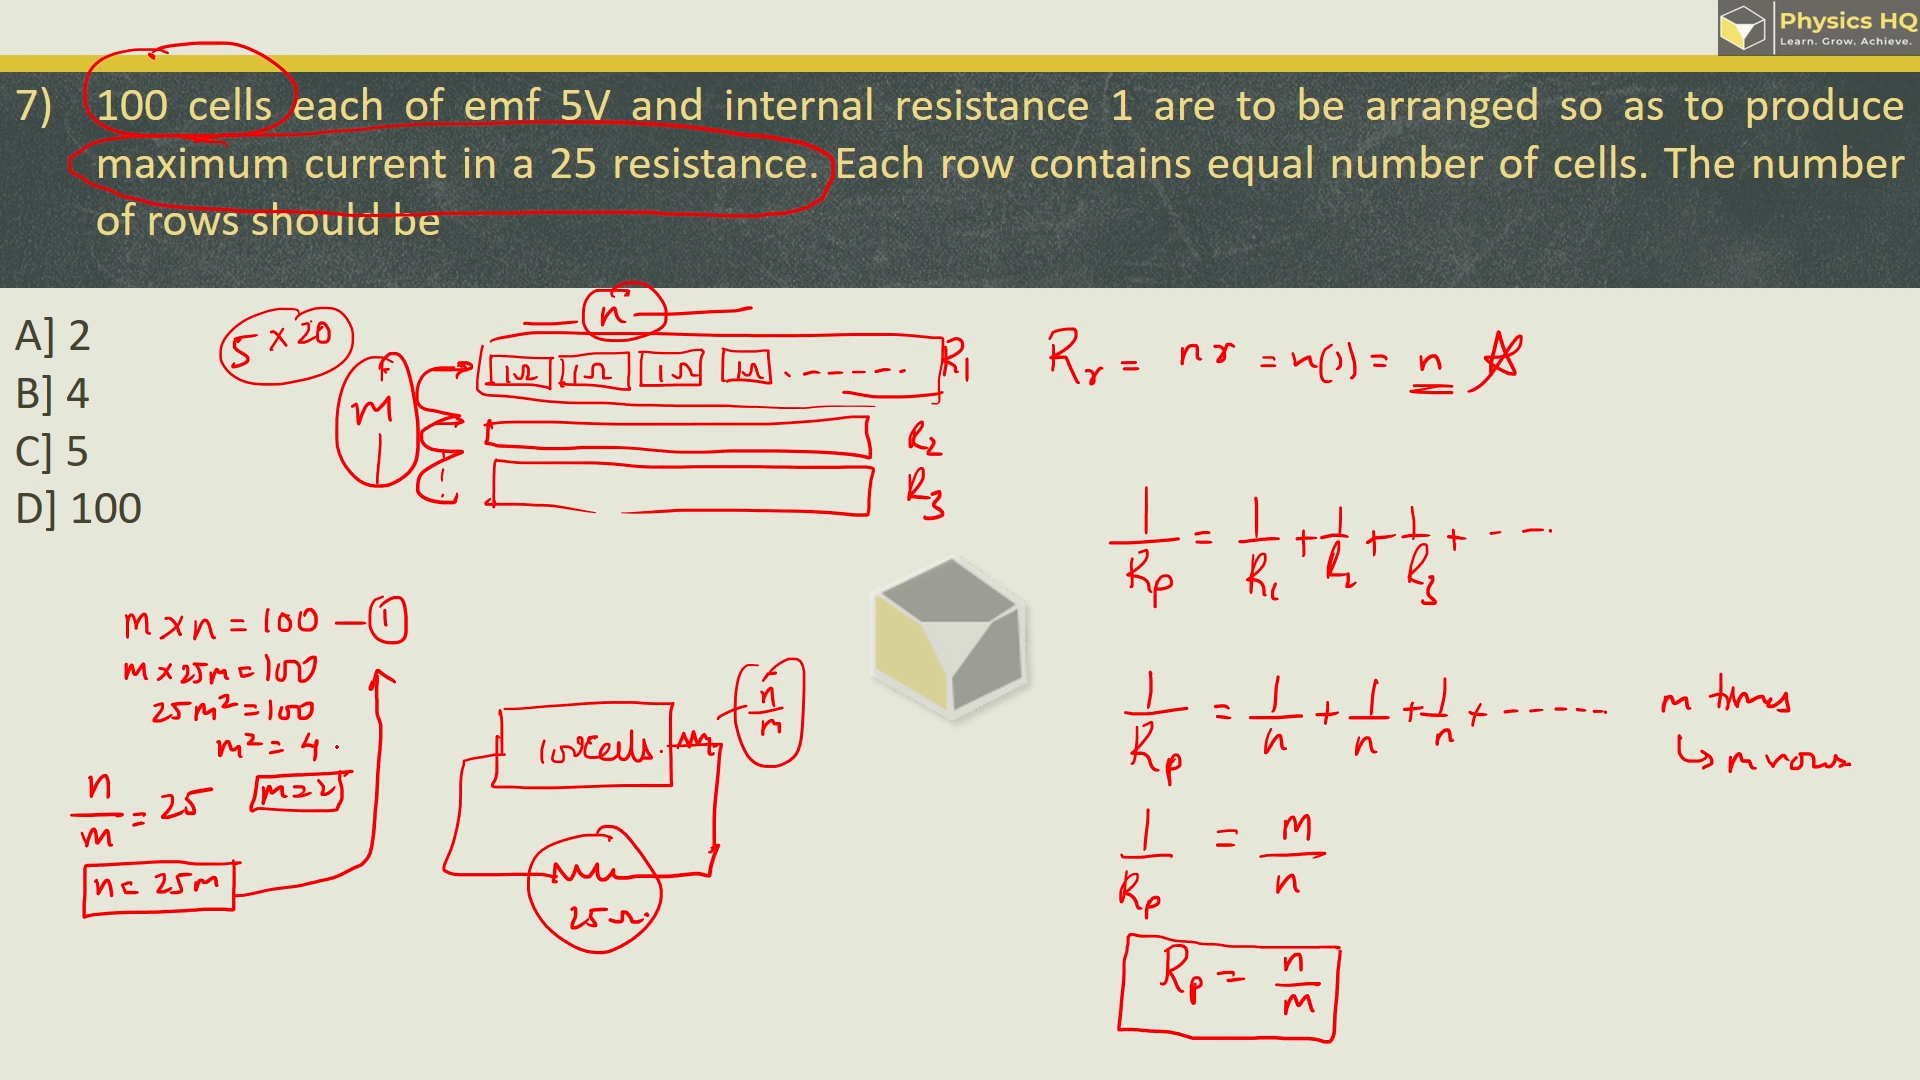 Physics HQ
Learn. Grow. Achieve.
7) 100 cells each of emf 5V and internal resistance 1 are to be arranged so as to produce
maximum current in a 25 resistance. Each row contains equal number of cells. The number
of rows should be
A] 2
B] 4
C] 5
D] 100
5 × 20
n
m
1Ω 1Ω 1Ω 1Ω ------ R1
R2
R3
Rr = nr = n(1) = n
1/Rp = 1/R1 + 1/R2 + 1/R3 + ----
1/Rp = 1/n + 1/n + 1/n + ------ m times
↳ m rows
1/Rp = m/n
Rp = n/m
m × n = 100 — 1
m × 25m = 100
25m² = 100
m² = 4
m = 2
n/m = 25
n = 25m
100 cells.
n/m
25Ω